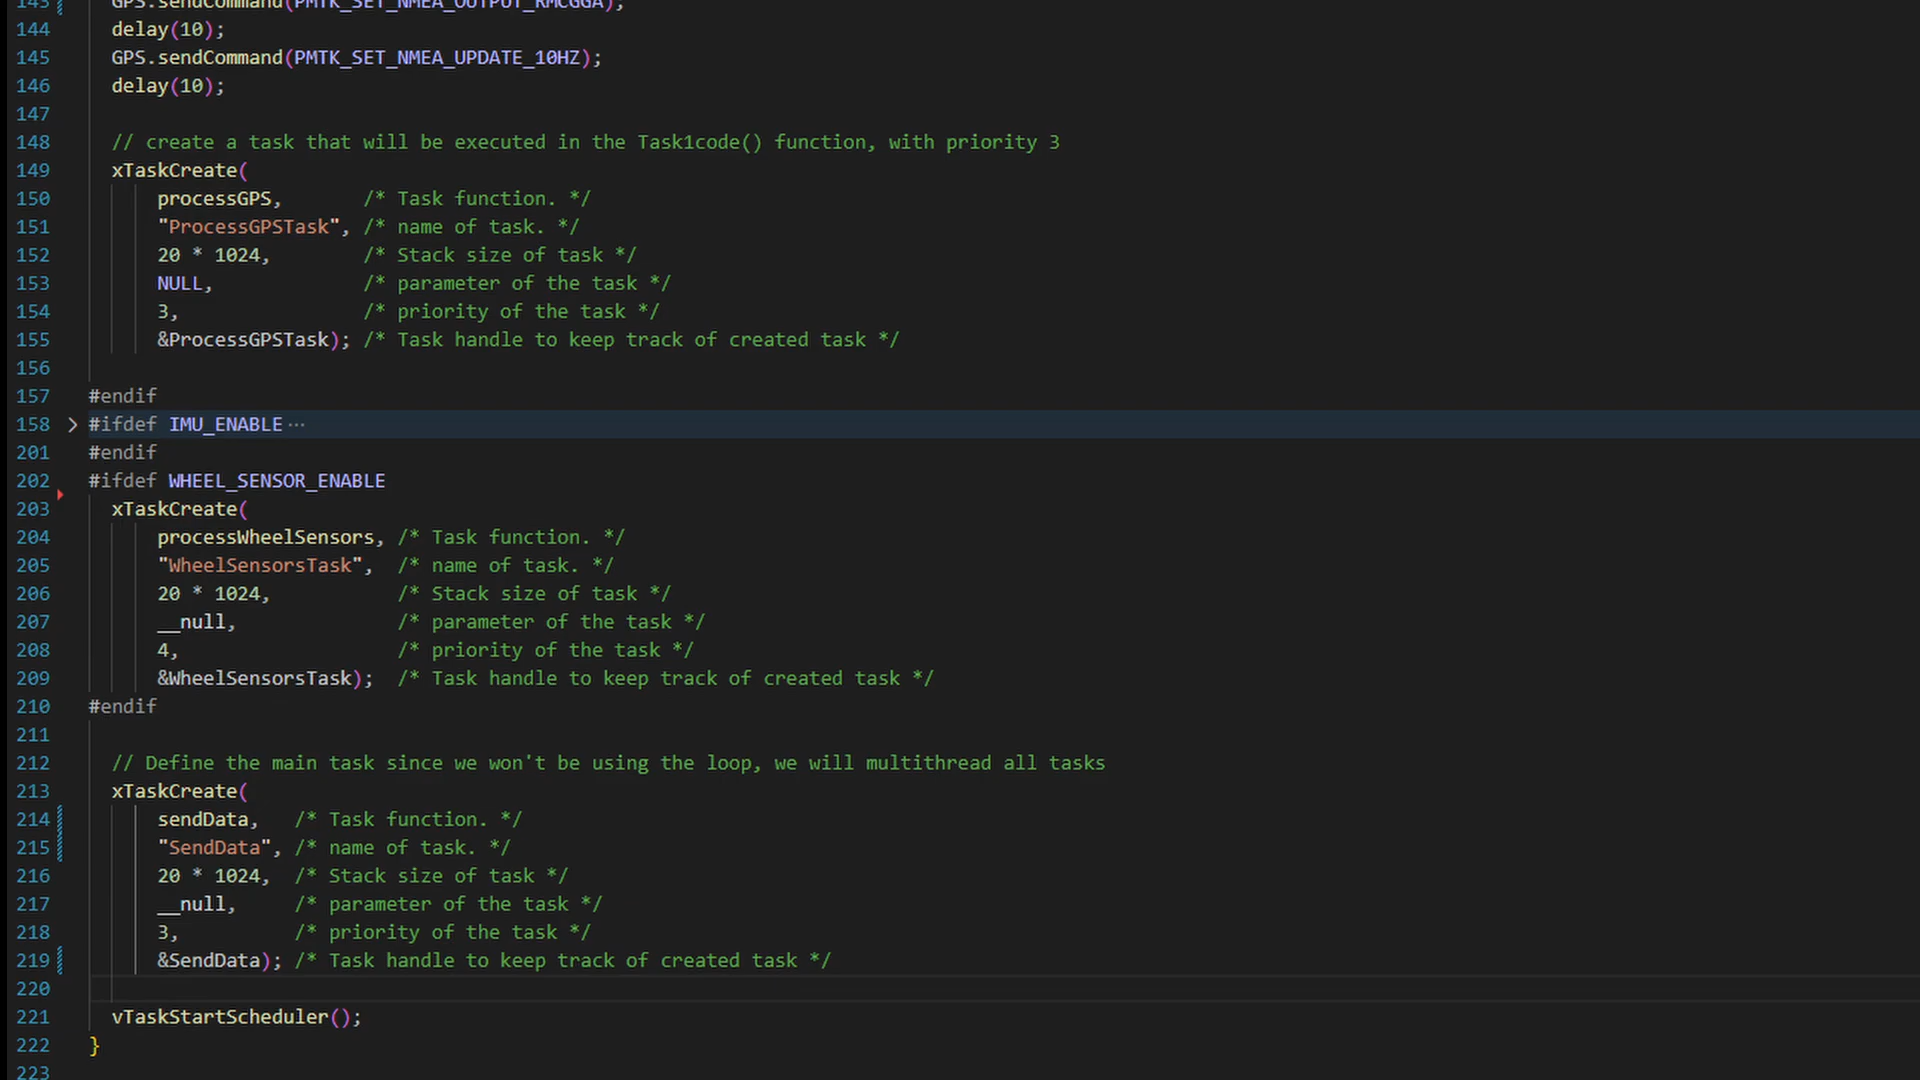 143 GPS.sendCommand(PMTK_SET_NMEA_OUTPUT_RMCGGA);
144 delay(10);
145 GPS.sendCommand(PMTK_SET_NMEA_UPDATE_10HZ);
146 delay(10);
147
148 // create a task that will be executed in the Task1code() function, with priority 3
149 xTaskCreate(
150 processGPS, /* Task function. */
151 "ProcessGPSTask", /* name of task. */
152 20 * 1024, /* Stack size of task */
153 NULL, /* parameter of the task */
154 3, /* priority of the task */
155 &ProcessGPSTask); /* Task handle to keep track of created task */
156
157 #endif
158 #ifdef IMU_ENABLE ···
201 #endif
202 #ifdef WHEEL_SENSOR_ENABLE
203 xTaskCreate(
204 processWheelSensors, /* Task function. */
205 "WheelSensorsTask", /* name of task. */
206 20 * 1024, /* Stack size of task */
207 __null, /* parameter of the task */
208 4, /* priority of the task */
209 &WheelSensorsTask); /* Task handle to keep track of created task */
210 #endif
211
212 // Define the main task since we won't be using the loop, we will multithread all tasks
213 xTaskCreate(
214 sendData, /* Task function. */
215 "SendData", /* name of task. */
216 20 * 1024, /* Stack size of task */
217 __null, /* parameter of the task */
218 3, /* priority of the task */
219 &SendData); /* Task handle to keep track of created task */
220
221 vTaskStartScheduler();
222 }
223